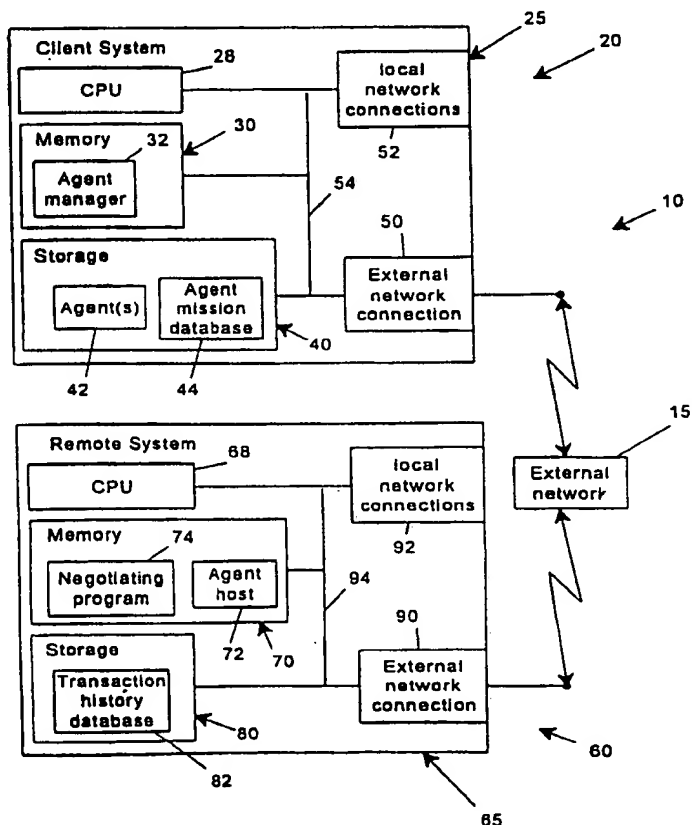 Client System
28
CPU
25
20
local
network
connections
52
Memory
32
30
Agent
manager
54
10
50
Storage
Agent(s)
Agent
mission
database
External
network
connection
42
44
40
15
External
network
Remote System
68
CPU
local
network
connections
92
Memory
74
Negotiating
program
Agent
host
94
72
70
90
Storage
Transaction
history
database
External
network
connection
80
82
60
65